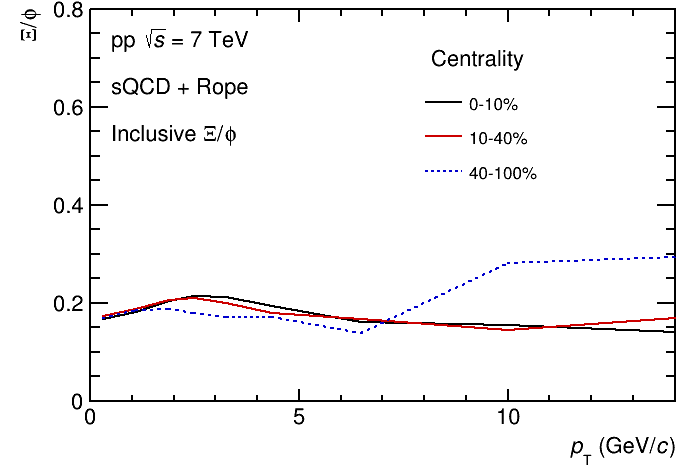 Ξ/ϕ
0.8
0.6
0.4
0.2
0
pp √s = 7 TeV
sQCD + Rope
Inclusive Ξ/ϕ
Centrality
0-10%
10-40%
40-100%
0 5 10
pT (GeV/c)